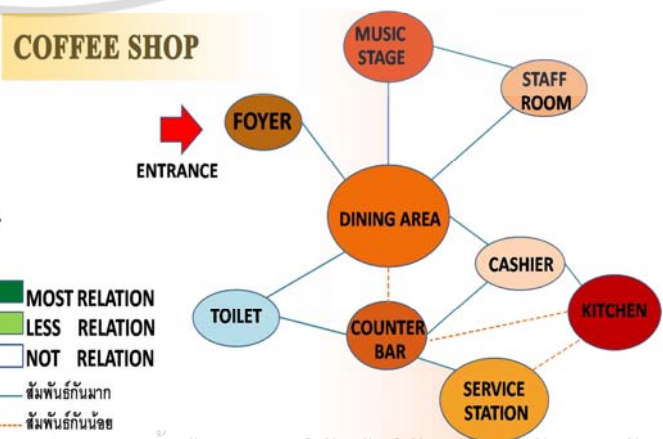 COFFEE SHOP
MUSIC
STAGE
STAFF
ROOM
FOYER
ENTRANCE
DINING AREA
CASHIER
TOILET
COUNTER
BAR
KITCHEN
SERVICE
STATION
MOST RELATION
LESS RELATION
NOT RELATION
สัมพันธ์กันมาก
สัมพันธ์กันน้อย